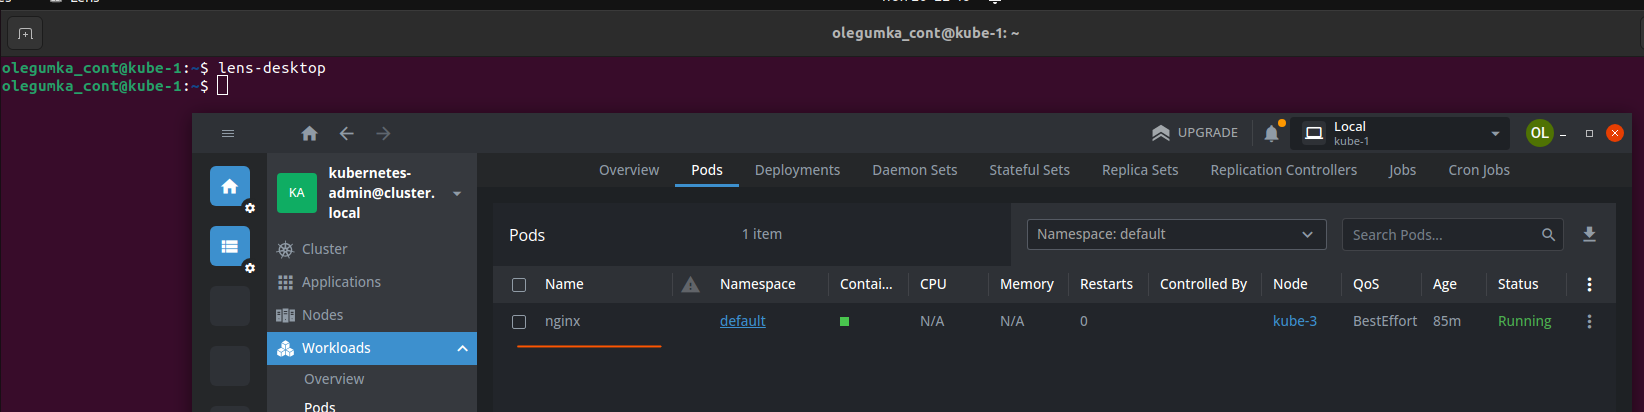 Lens
olegumka_cont@kube-1: ~
olegumka_cont@kube-1:~$ lens-desktop
olegumka_cont@kube-1:~$
UPGRADE
Local
kube-1
OL
KA
kubernetes-
admin@cluster.
local
Overview Pods Deployments Daemon Sets Stateful Sets Replica Sets Replication Controllers Jobs Cron Jobs
Cluster
Applications
Nodes
Workloads
Overview
Pods
Pods 1 item Namespace: default Search Pods...
Name Namespace Contai... CPU Memory Restarts Controlled By Node QoS Age Status
nginx default N/A N/A 0 kube-3 BestEffort 85m Running